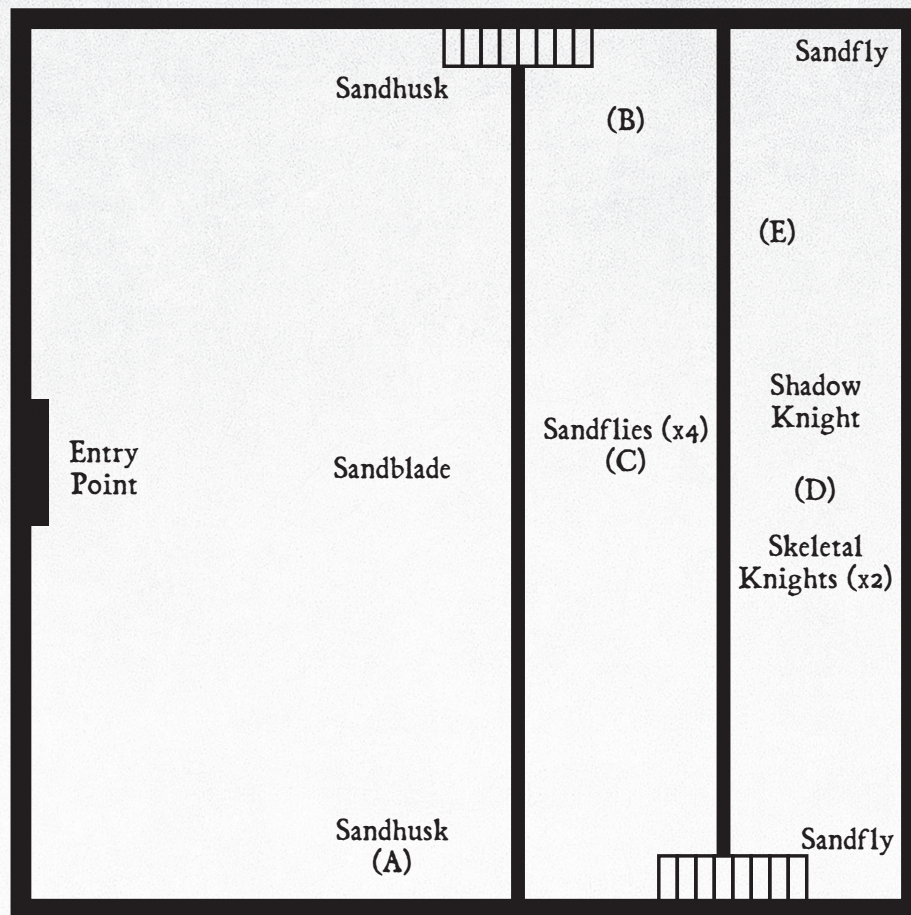 Sandfly
Sandhusk
(B)
(E)
Shadow
Knight
Sandflies (x4)
(C)
Entry
Point
Sandblade
(D)
Skeletal
Knights (x2)
Sandhusk
(A)
Sandfly